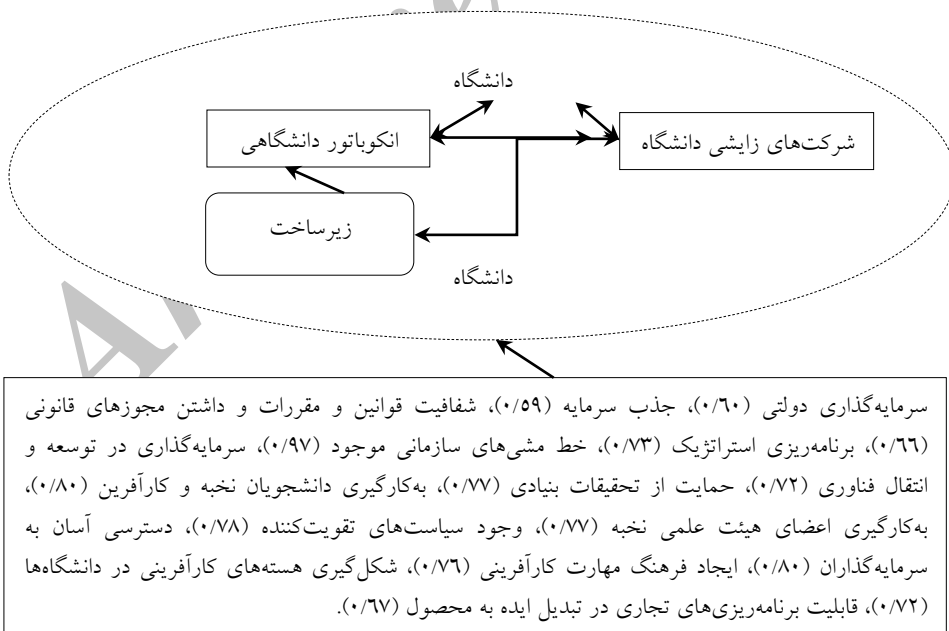 دانشگاه
انکوباتور دانشگاهی
شرکت‌های زایشی دانشگاه
زیرساخت
دانشگاه
سرمایه‌گذاری دولتی (۰/٦۰)، جذب سرمایه (۰/٥۹)، شفافیت قوانین و مقررات و داشتن مجوزهای قانونی
(۰/٦٦)، برنامه‌ریزی استراتژیک (۰/۷۳)، خط مشی‌های سازمانی موجود (۰/۹۷)، سرمایه‌گذاری در توسعه و
انتقال فناوری (۰/۷۲)، حمایت از تحقیقات بنیادی (۰/۷۷)، به‌کارگیری دانشجویان نخبه و کارآفرین (۰/۸۰)،
به‌کارگیری اعضای هیئت علمی نخبه (۰/۷۷)، وجود سیاست‌های تقویت‌کننده (۰/۷۸)، دسترسی آسان به
سرمایه‌گذاران (۰/۸۰)، ایجاد فرهنگ مهارت کارآفرینی (۰/۷٦)، شکل‌گیری هسته‌های کارآفرینی در دانشگاه‌ها
(۰/۷۲)، قابلیت برنامه‌ریزی‌های تجاری در تبدیل ایده به محصول (۰/٦۷).